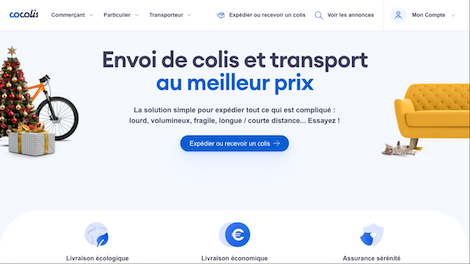 cocolis Commerçant Particulier Transporteur Expédier ou recevoir un colis Voir les annonces Mon Compte
Envoi de colis et transport
au meilleur prix
La solution simple pour expédier tout ce qui est compliqué :
lourd, volumineux, fragile, longue / courte distance... Essayez !
Expédier ou recevoir un colis →
Livraison écologique Livraison économique Assurance sérénité